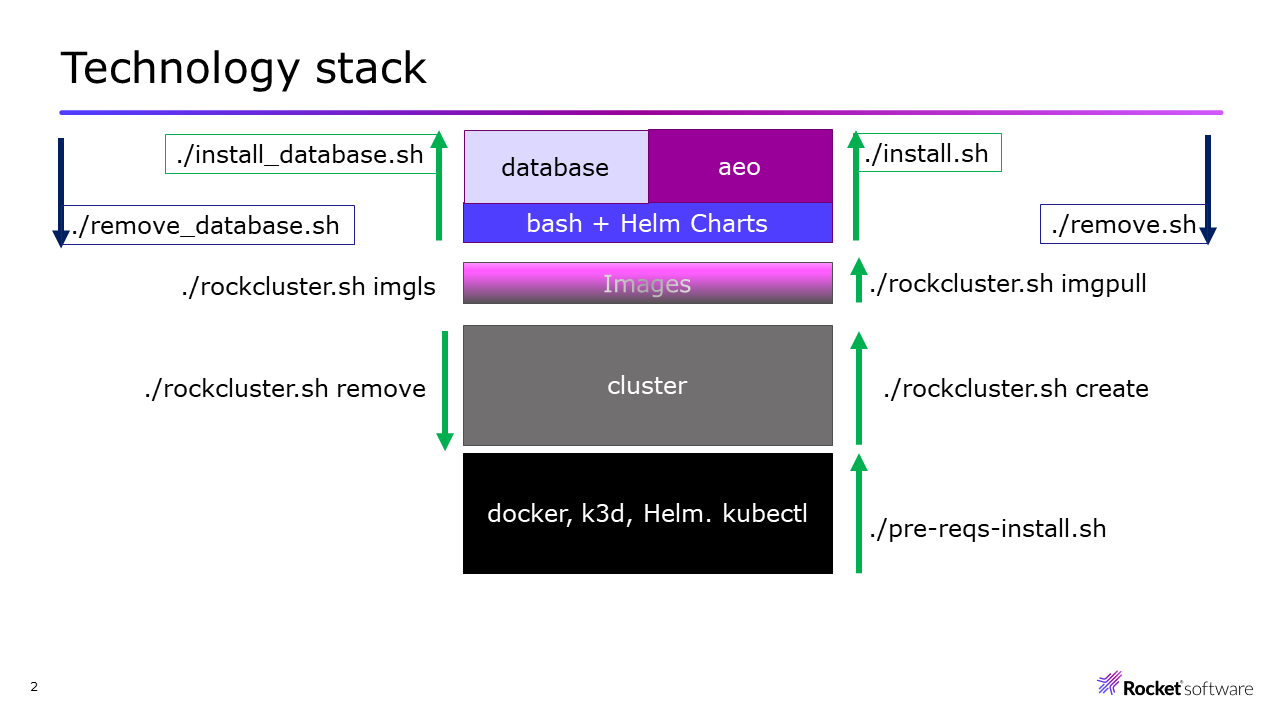 Technology stack
./install_database.sh
database
aeo
./install.sh
./remove_database.sh
bash + Helm Charts
./remove.sh
./rockcluster.sh imgls
Images
./rockcluster.sh imgpull
./rockcluster.sh remove
cluster
./rockcluster.sh create
docker, k3d, Helm. kubectl
./pre-reqs-install.sh
2
Rocket® software